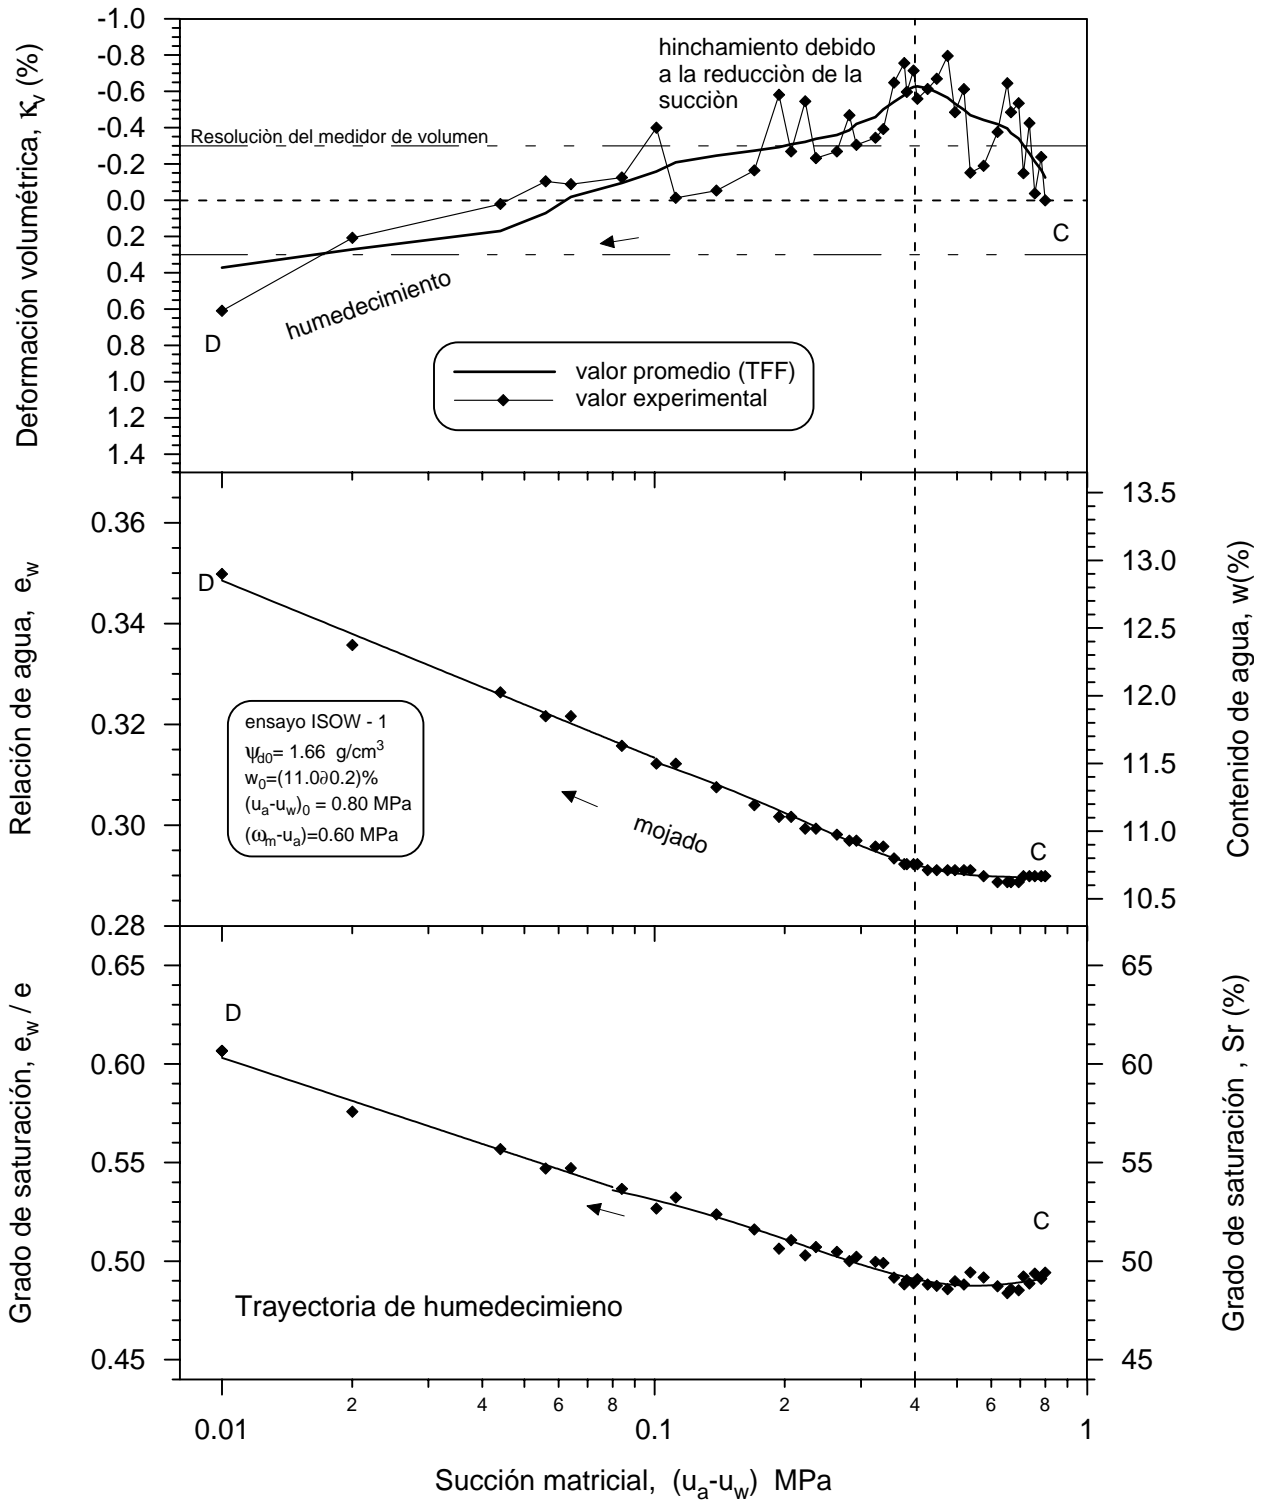 -1.0
-0.8
-0.6
-0.4
-0.2
0.0
0.2
0.4
0.6
0.8
1.0
1.2
1.4
Deformación volumétrica, κv (%)
hinchamiento debido
a la reducciòn de la
succiòn
Resoluciòn del medidor de volumen
C
humedecimiento
D
valor promedio (TFF)
valor experimental
0.36
0.34
0.32
0.30
0.28
Relación de agua, ew
13.5
13.0
12.5
12.0
11.5
11.0
10.5
Contenido de agua, w(%)
D
ensayo ISOW - 1
ψd0= 1.66 g/cm3
w0=(11.0∂0.2)%
(ua-uw)0 = 0.80 MPa
(ωm-ua)=0.60 MPa
mojado
C
0.65
0.60
0.55
0.50
0.45
Grado de saturación, ew / e
65
60
55
50
45
Grado de saturación , Sr (%)
D
C
Trayectoria de humedecimieno
2 4 6 8 2 4 6 8
0.01 0.1 1
Succión matricial, (ua-uw) MPa